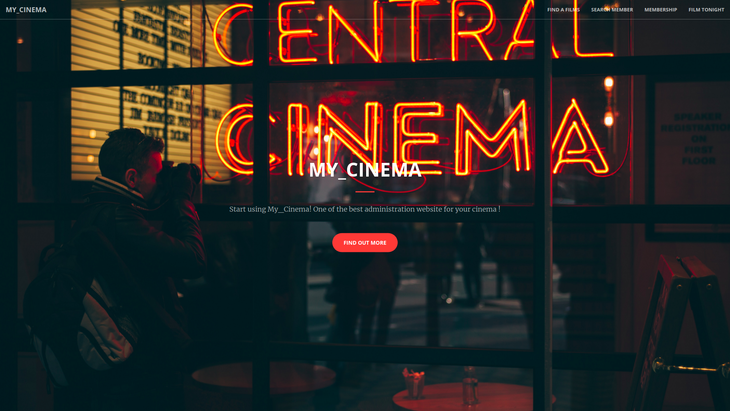 MY_CINEMA
FIND A FILMS
SEARCH MEMBER
MEMBERSHIP
FILM TONIGHT
CENTRAL
CINEMA
SPEAKER
REGISTRATION
ON
FIRST
FLOOR
MY_CINEMA
Start using My_Cinema! One of the best administration website for your cinema !
FIND OUT MORE